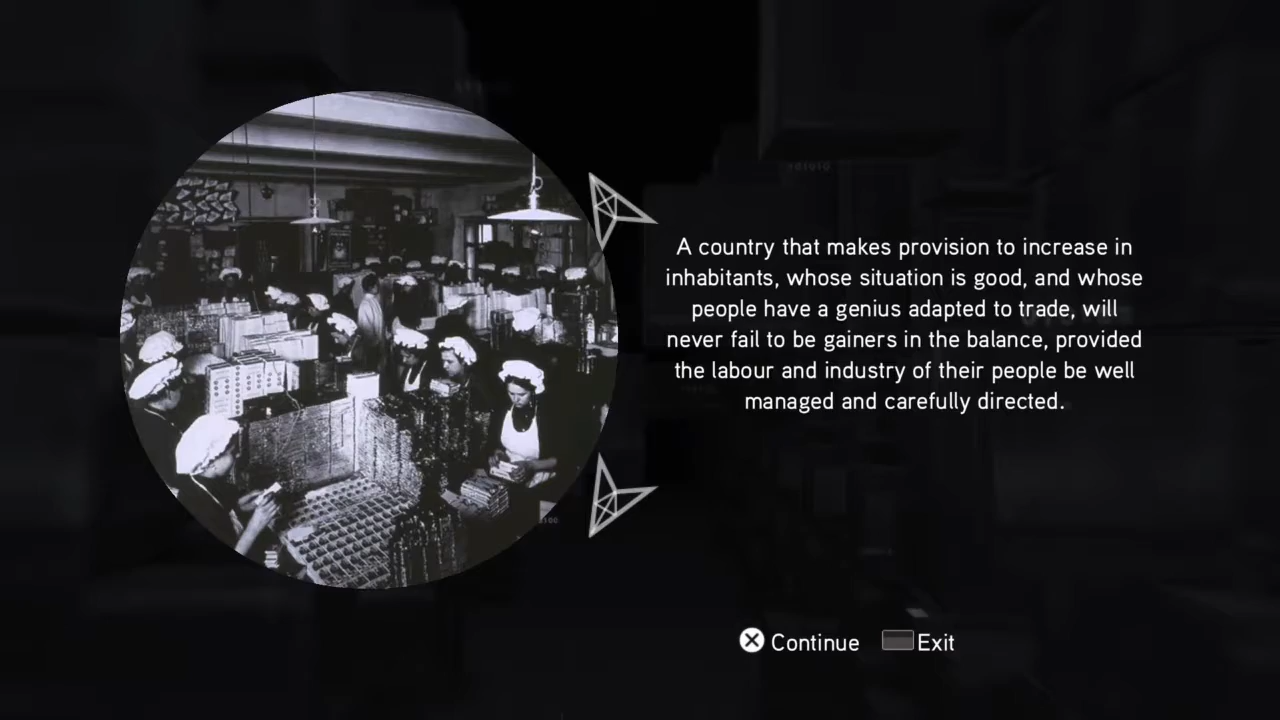 A country that makes provision to increase in
inhabitants, whose situation is good, and whose
people have a genius adapted to trade, will
never fail to be gainers in the balance, provided
the labour and industry of their people be well
managed and carefully directed.
Continue Exit